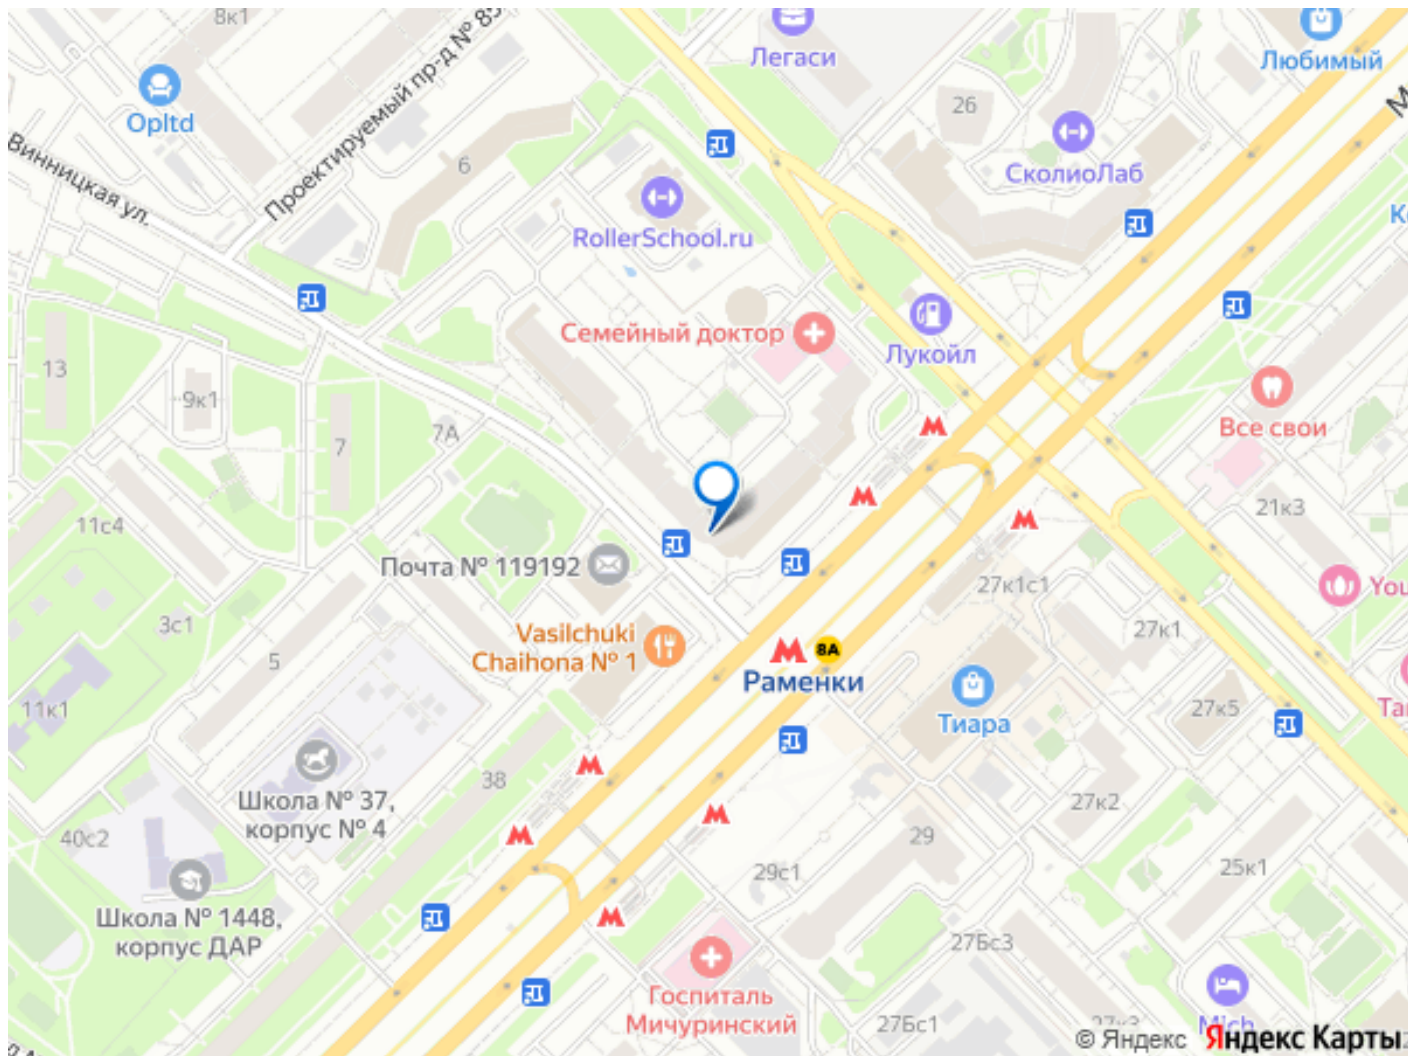 8к1
Проектируемый пр-д №
Легаси
Любимый
Opltd
26
Винницкая ул.
6
СколиоЛаб
RollerSchool.ru
Семейный доктор
Лукойл
13
9к1
7
7А
Все свои
11с4
21к3
Почта № 119192
27к1с1
3с1
Vasilchuki
Chaihona № 1
27к1
5
8А
Раменки
11к1
Тиара
27к5
38
Школа № 37,
корпус № 4
27к2
40с2
29
29с1
25к1
Школа № 1448,
корпус ДАР
27Бс3
Госпиталь
Мичуринский
27Бс1
Mich
© Яндекс Яндекс Карты